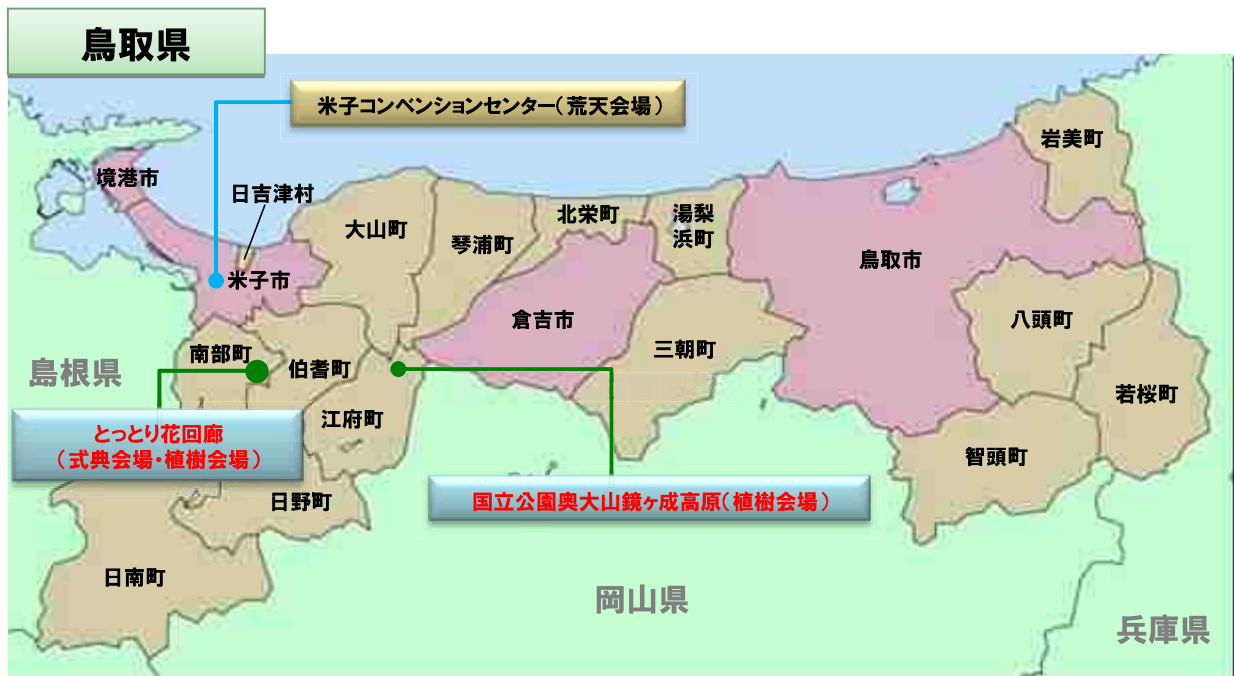 鳥取県
米子コンベンションセンター(荒天会場)
岩美町
境港市
日吉津村
大山町
琴浦町
北栄町
湯梨
浜町
鳥取市
米子市
倉吉市
八頭町
南部町
伯耆町
三朝町
島根県
若桜町
江府町
とっとり花回廊
(式典会場・植樹会場)
智頭町
日野町
国立公園奥大山鏡ヶ成高原(植樹会場)
日南町
岡山県
兵庫県